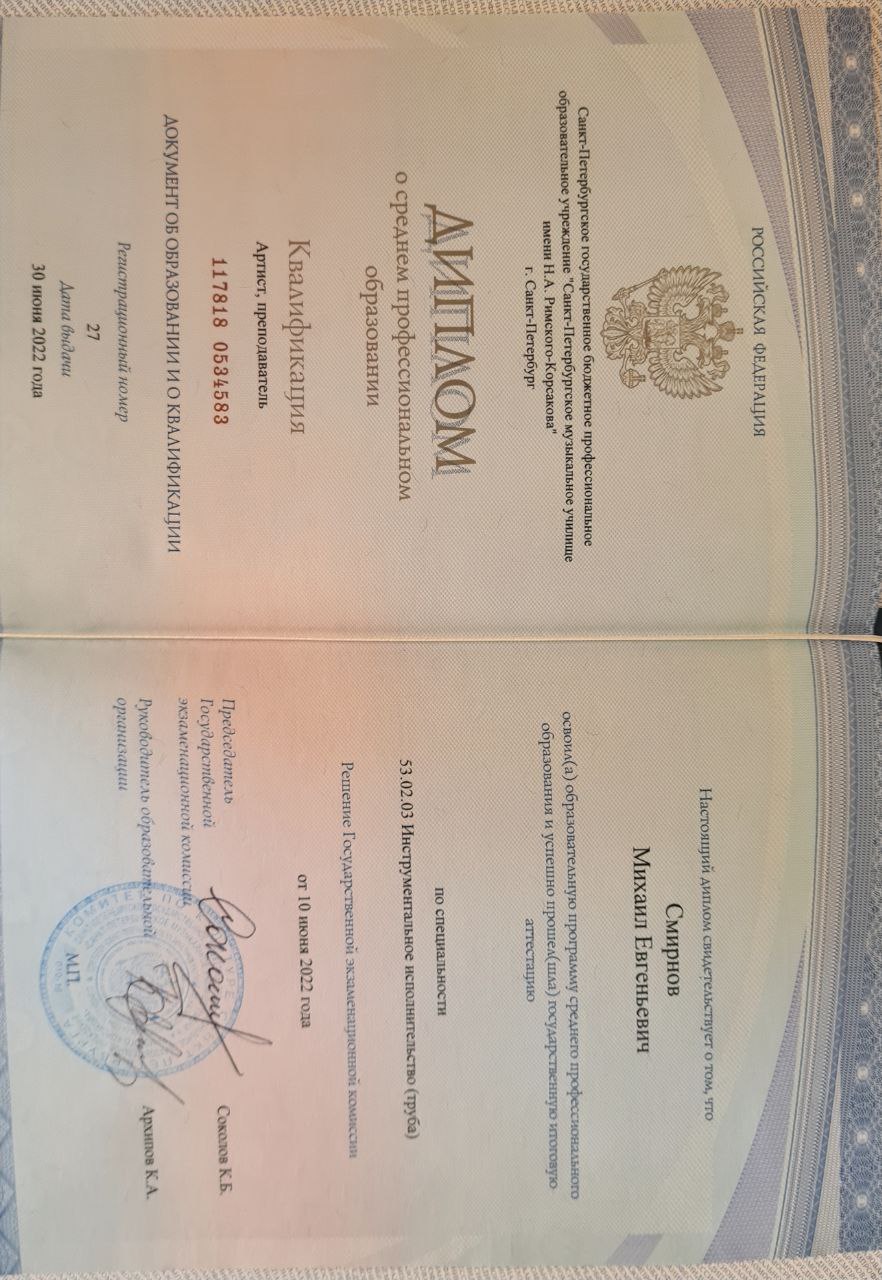 РОССИЙСКАЯ ФЕДЕРАЦИЯ
Санкт-Петербургское государственное бюджетное профессиональное
образовательное учреждение "Санкт-Петербургское музыкальное училище
имени Н.А. Римского-Корсакова"
г. Санкт-Петербург
ДИПЛОМ
о среднем профессиональном
образовании
Квалификация
Артист, преподаватель
117818 0534583
ДОКУМЕНТ ОБ ОБРАЗОВАНИИ И О КВАЛИФИКАЦИИ
Регистрационный номер
27
Дата выдачи
30 июня 2022 года
Настоящий диплом свидетельствует о том, что
Смирнов
Михаил Евгеньевич
освоил(а) образовательную программу среднего профессионального
образования и успешно прошел(шла) государственную итоговую
аттестацию
по специальности
53.02.03 Инструментальное исполнительство (труба)
Решение Государственной экзаменационной комиссии
от 10 июня 2022 года
Председатель
Государственной
экзаменационной комиссии
Соколов К.Б.
Руководитель образовательной
организации
Архипов К.А.
М.П.